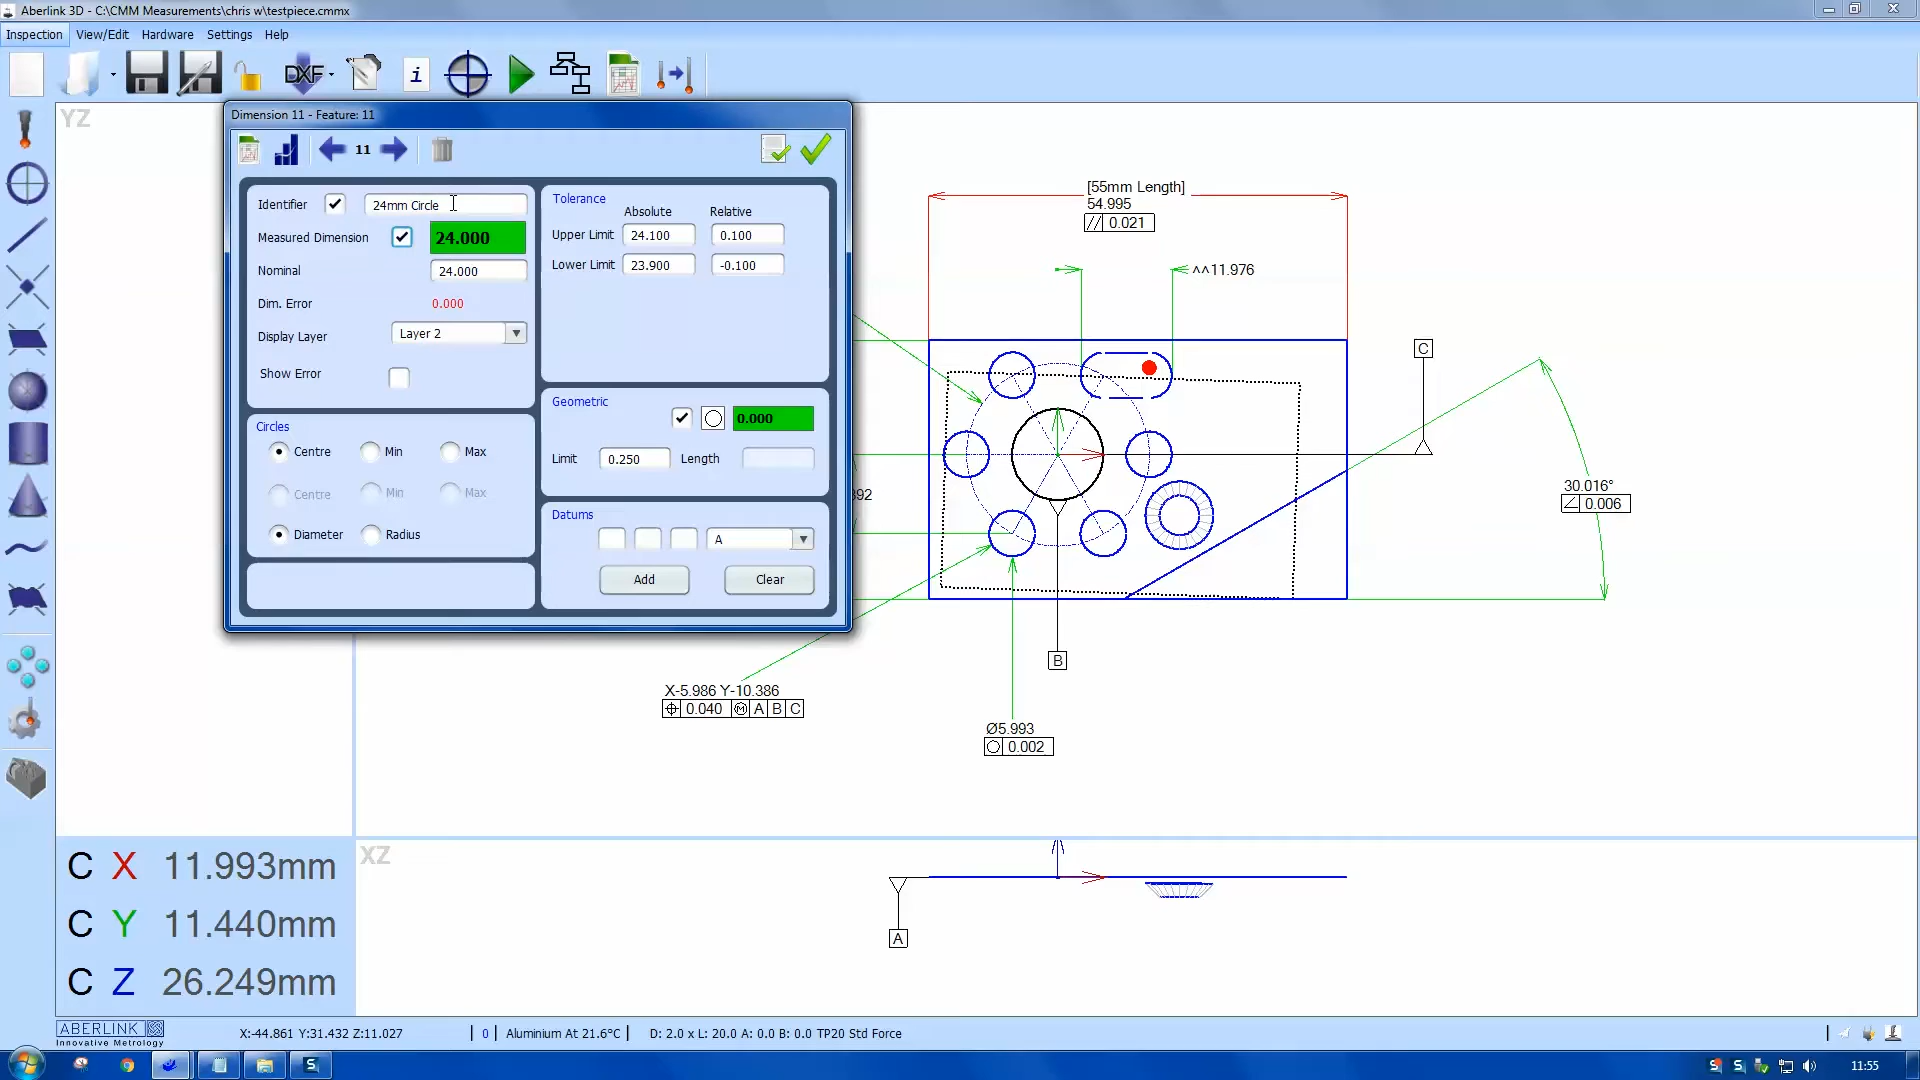 Aberlink 3D - C:\CMM Measurements\chris w\testpiece.cmmx
Inspection View/Edit Hardware Settings Help
DXF
i
YZ
Dimension 11 - Feature: 11
11
Identifier 24mm Circle
Measured Dimension 24.000
Nominal 24.000
Dim. Error 0.000
Display Layer Layer 2
Show Error
Circles
Centre Min Max
Centre Min Max
Diameter Radius
Tolerance
Absolute Relative
Upper Limit 24.100 0.100
Lower Limit 23.900 -0.100
Geometric
0.000
Limit 0.250 Length
Datums
A
Add Clear
[55mm Length]
54.995
// 0.021
^^11.976
C
30.016°
∠ 0.006
B
X-5.986 Y-10.386
⌖ 0.040 Ⓜ A B C
Ø5.993
○ 0.002
XZ
A
C X 11.993mm
C Y 11.440mm
C Z 26.249mm
ABERLINK
Innovative Metrology
X:-44.861 Y:31.432 Z:11.027
0
Aluminium At 21.6°C
D: 2.0 x L: 20.0 A: 0.0 B: 0.0 TP20 Std Force
11:55